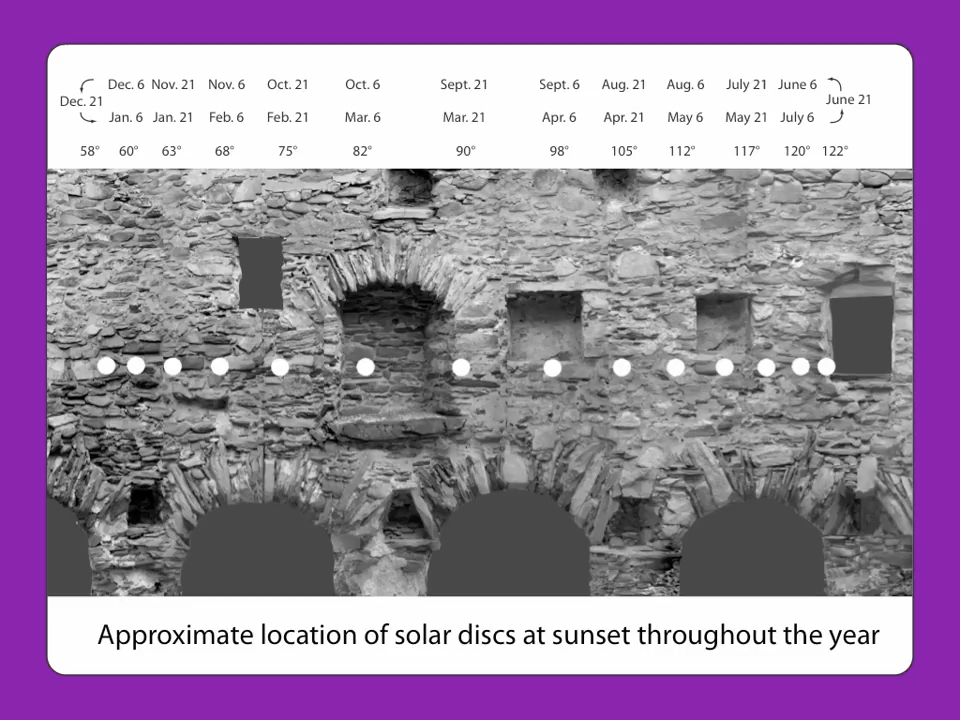 Dec. 6 Nov. 21 Nov. 6 Oct. 21 Oct. 6 Sept. 21 Sept. 6 Aug. 21 Aug. 6 July 21 June 6
Dec. 21 June 21
Jan. 6 Jan. 21 Feb. 6 Feb. 21 Mar. 6 Mar. 21 Apr. 6 Apr. 21 May 6 May 21 July 6
58° 60° 63° 68° 75° 82° 90° 98° 105° 112° 117° 120° 122°
Approximate location of solar discs at sunset throughout the year